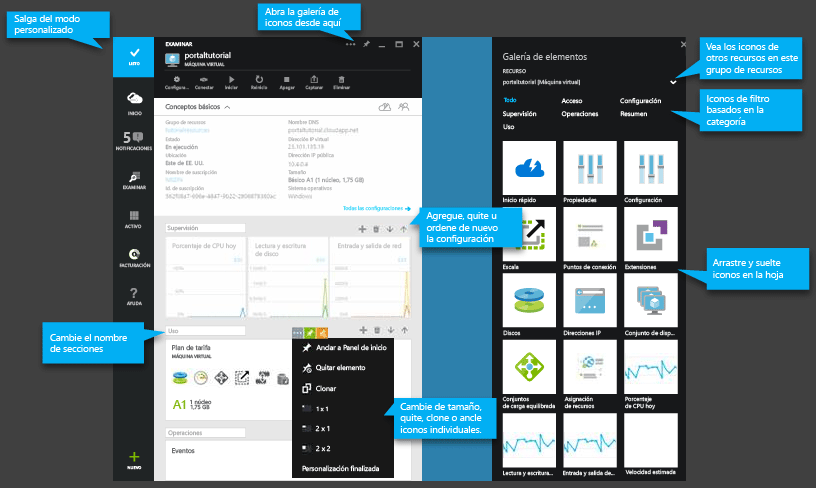 Salga del modo
personalizado
Abra la galería de
iconos desde aquí
LISTO
INICIO
5
NOTIFICACIONES
EXAMINAR
ACTIVO
FACTURACIÓN
?
AYUDA
NUEVO
EXAMINAR
portaltutorial
MÁQUINA VIRTUAL
Configura... Conectar Iniciar Reinicio Apagar Capturar Eliminar
Conceptos básicos
Grupo de recursos
Estado
En ejecución
Ubicación
Este de EE. UU.
Nombre de suscripción
Id. de suscripción
Nombre DNS
portaltutorial.cloudapp.net
Dirección IP virtual
23.101.135.19
Dirección IP pública
10.4.0.4
Tamaño
Básico A1 (1 núcleo, 1,75 GB)
Sistema operativos
Windows
Todas las configuraciones
Agregue, quite u
ordene de nuevo
la configuración
Supervisión
Porcentaje de CPU hoy
100%
50%
0%
Lectura y escritura
de disco
Entrada y salida de red
Cambie el nombre
de secciones
Uso
Plan de tarifa
MÁQUINA VIRTUAL
A1 1 núcleo
1,75 GB
Operaciones
Eventos
Andar a Panel de inicio
Quitar elemento
Clonar
1 x 1
2 x 1
2 x 2
Personalización finalizada
Cambie de tamaño,
quite, clone o ancle
iconos individuales.
Galería de elementos
RECURSO
portaltutorial [Máquina virtual]
Todo Acceso Configuración
Supervisión Operaciones Resumen
Uso
Inicio rápido Propiedades Configuración
Escala Puntos de conexión Extensiones
Discos Direcciones IP Conjunto de disp...
Conjuntos
de carga equilibrada
Asignación
de recursos
Porcentaje
de CPU hoy
Lectura y escritura... Entrada y salida de... Velocidad estimada
Vea los iconos de
otros recursos en este
grupo de recursos
Iconos de filtro
basados en la
categoría
Arrastre y suelte
iconos en la hoja